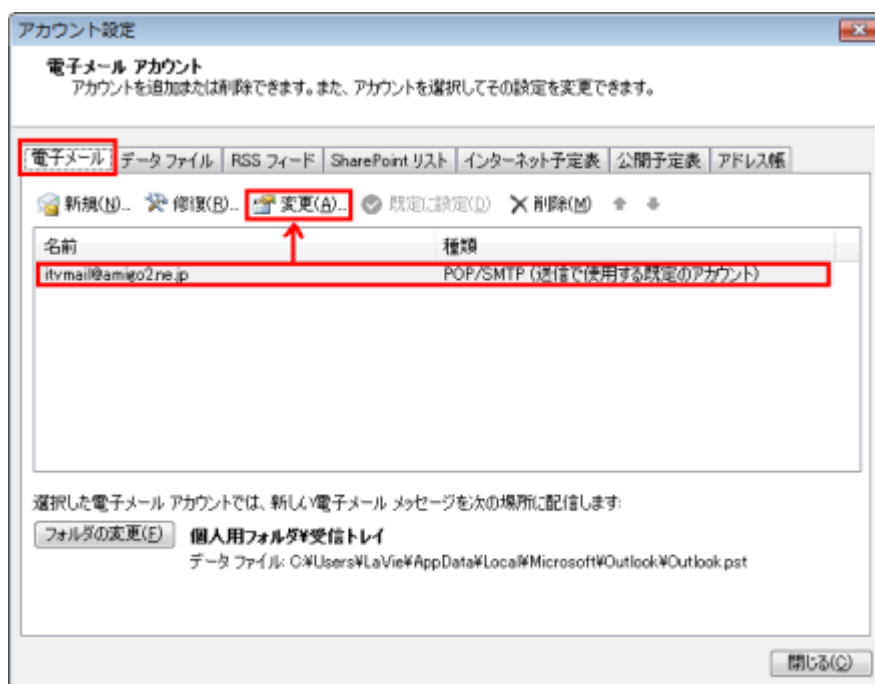 アカウント設定
電子メール アカウント
アカウントを追加または削除できます。また、アカウントを選択してその設定を変更できます。
電子メール データ ファイル RSS フィード SharePoint リスト インターネット予定表 公開予定表 アドレス帳
新規(N)... 修復(R)... 変更(A)... 既定に設定(D) 削除(M)
名前 種類
itvmail@amigo2.ne.jp POP/SMTP (送信で使用する既定のアカウント)
選択した電子メール アカウントでは、新しい電子メール メッセージを次の場所に配信します:
フォルダの変更(F) 個人用フォルダ¥受信トレイ
データ ファイル: C:¥Users¥LaVie¥AppData¥Local¥Microsoft¥Outlook¥Outlook.pst
閉じる(C)